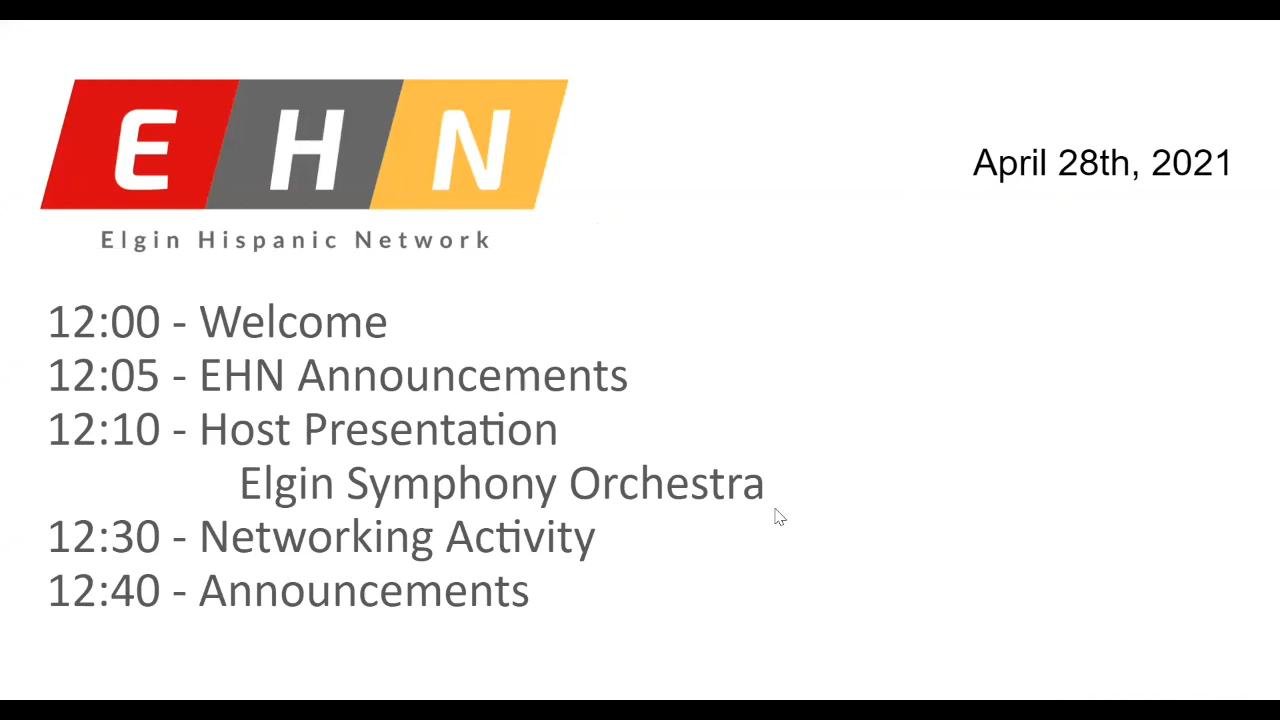 E H N
Elgin Hispanic Network
April 28th, 2021
12:00 - Welcome
12:05 - EHN Announcements
12:10 - Host Presentation
Elgin Symphony Orchestra
12:30 - Networking Activity
12:40 - Announcements